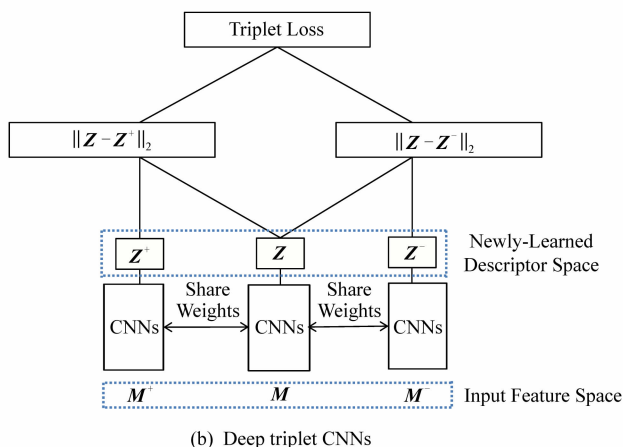 Triplet Loss
‖Z − Z⁺‖₂
‖Z − Z⁻‖₂
Z⁺
Z
Z⁻
Newly-Learned
Descriptor Space
Share
Weights
Share
Weights
CNNs
CNNs
CNNs
M⁺
M
M⁻
Input Feature Space
(b) Deep triplet CNNs